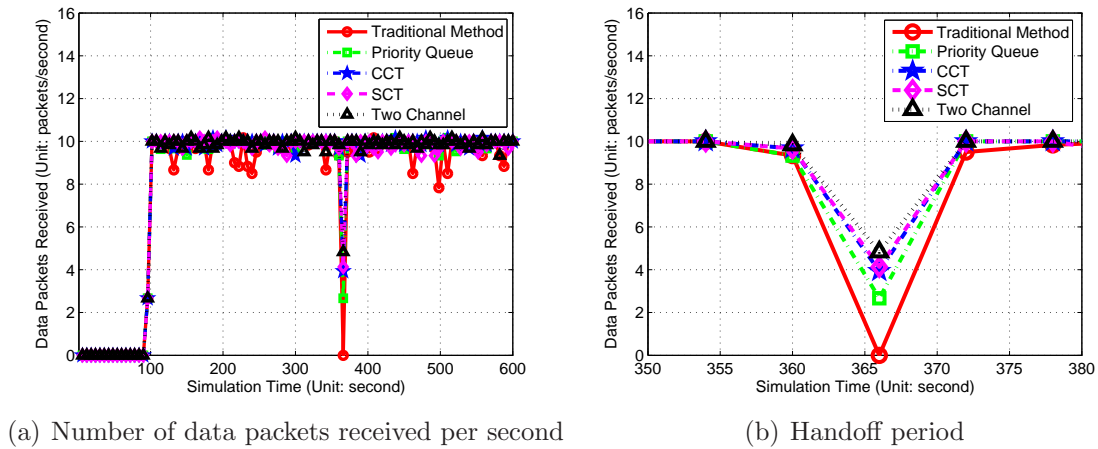 16
14
12
10
8
6
4
2
0
Data Packets Received (Unit: packets/second)
100 200 300 400 500 600
Simulation Time (Unit: second)
Traditional Method
Priority Queue
CCT
SCT
Two Channel
(a) Number of data packets received per second
16
14
12
10
8
6
4
2
0
Data Packets Received (Unit: packets/second)
350 355 360 365 370 375 380
Simulation Time (Unit: second)
Traditional Method
Priority Queue
CCT
SCT
Two Channel
(b) Handoff period